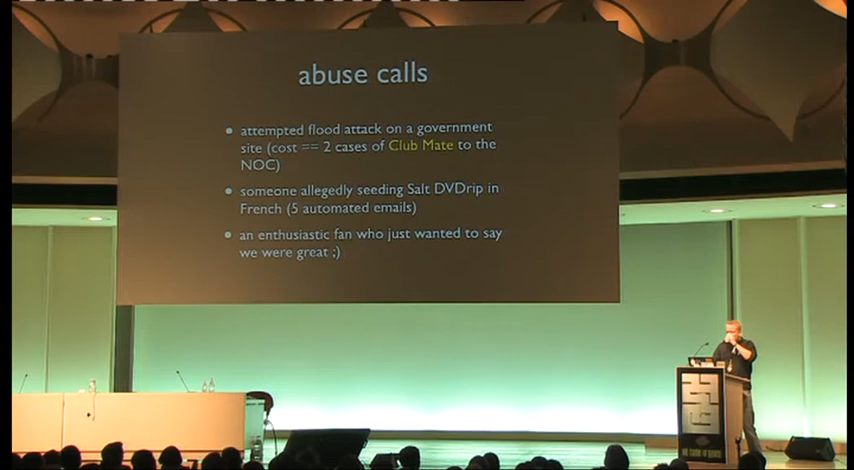 abuse calls
• attempted flood attack on a government
site (cost == 2 cases of Club Mate to the
NOC)
• someone allegedly seeding Salt DVDrip in
French (5 automated emails)
• an enthusiastic fan who just wanted to say
we were great ;)